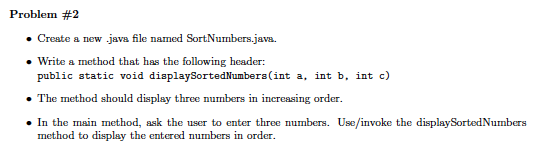 Problem #2
• Create a new .java file named SortNumbers.java.
• Write a method that has the following header:
public static void displaySortedNumbers(int a, int b, int c)
• The method should display three numbers in increasing order.
• In the main method, ask the user to enter three numbers. Use/invoke the displaySortedNumbers
method to display the entered numbers in order.